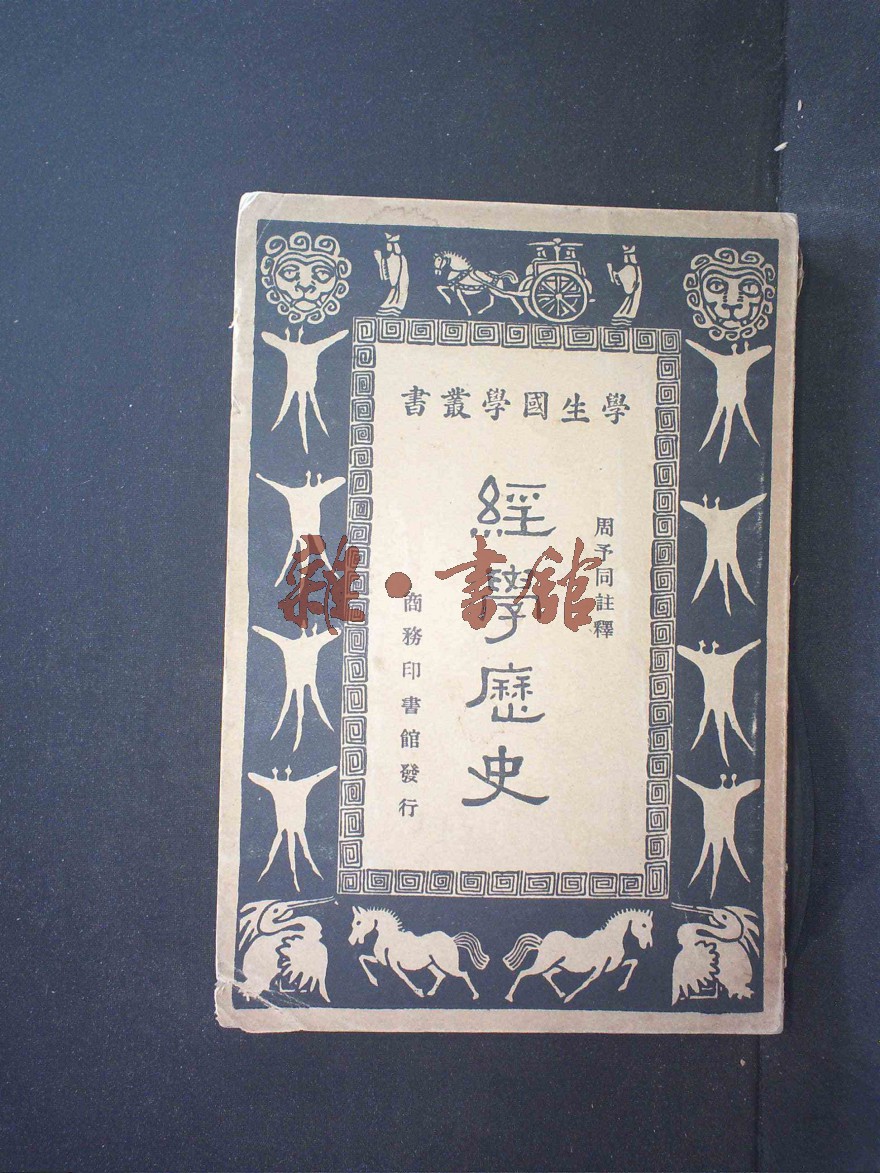 學生國學叢書
周予同註釋
經學歷史
商務印書館發行
雜·書館